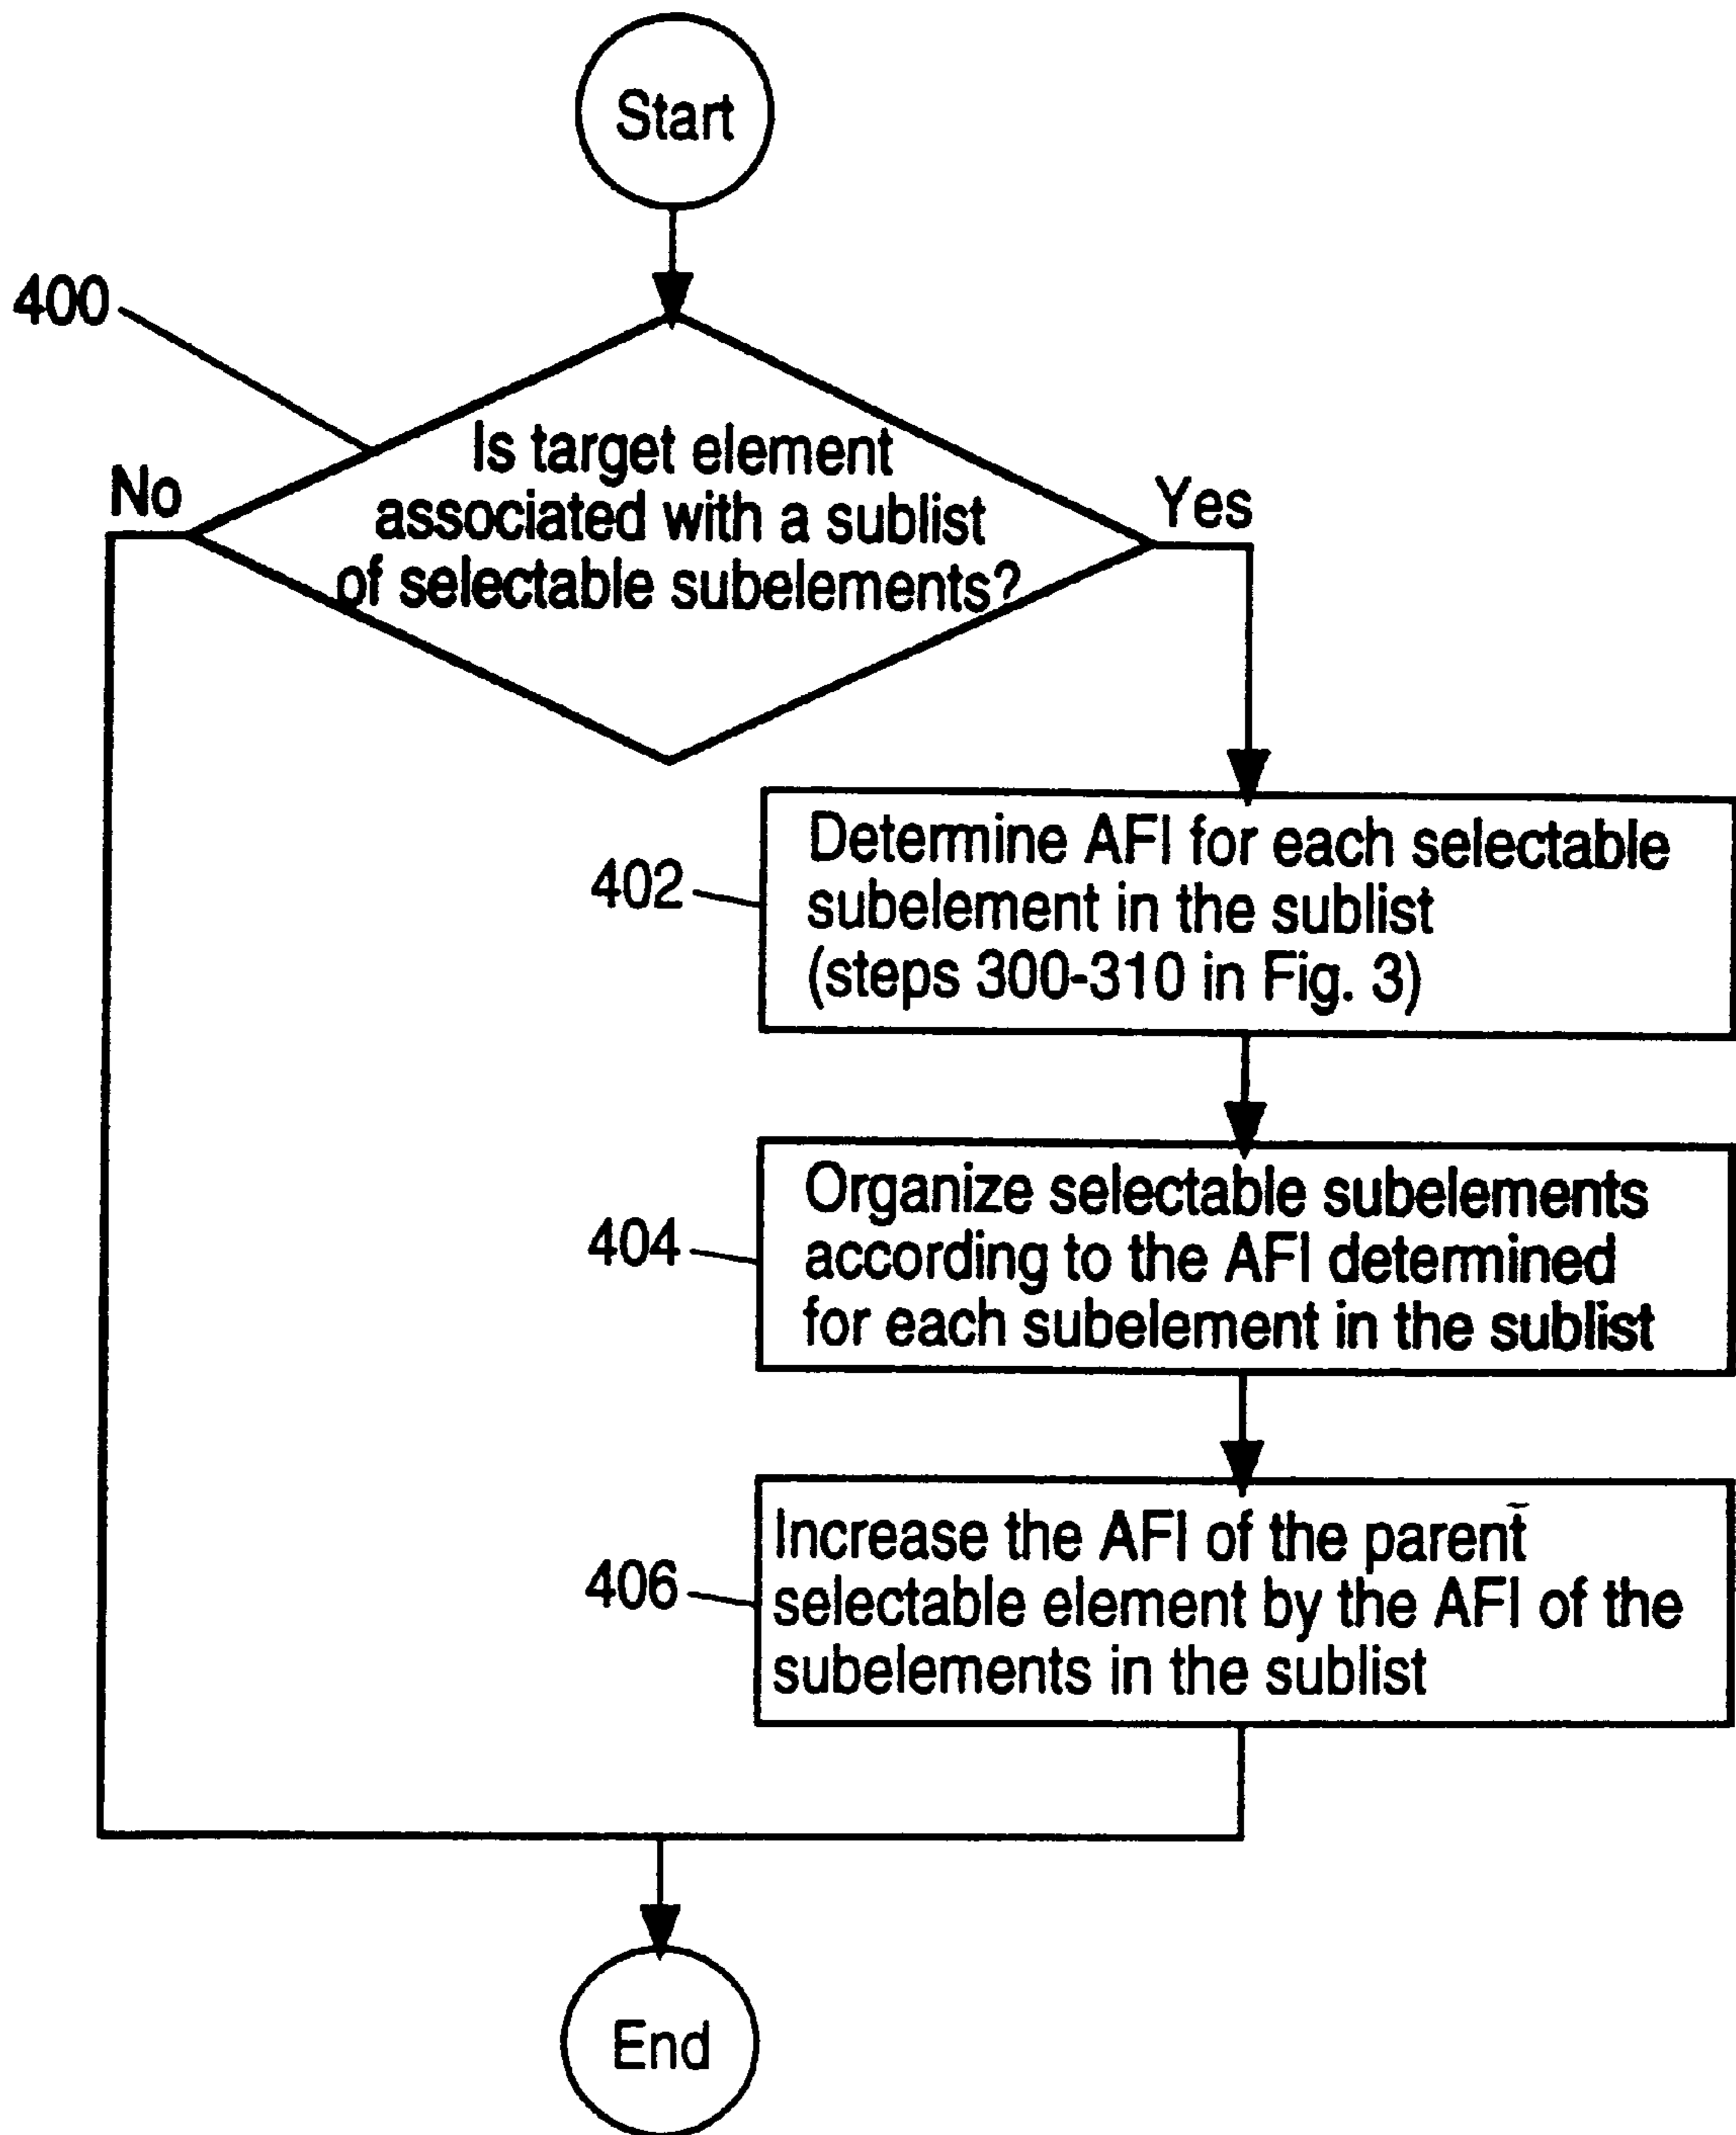 Start
400
Is target element
associated with a sublist
of selectable subelements?
No
Yes
402
Determine AFI for each selectable
subelement in the sublist
(steps 300-310 in Fig. 3)
404
Organize selectable subelements
according to the AFI determined
for each subelement in the sublist
406
Increase the AFI of the parent
selectable element by the AFI of the
subelements in the sublist
End